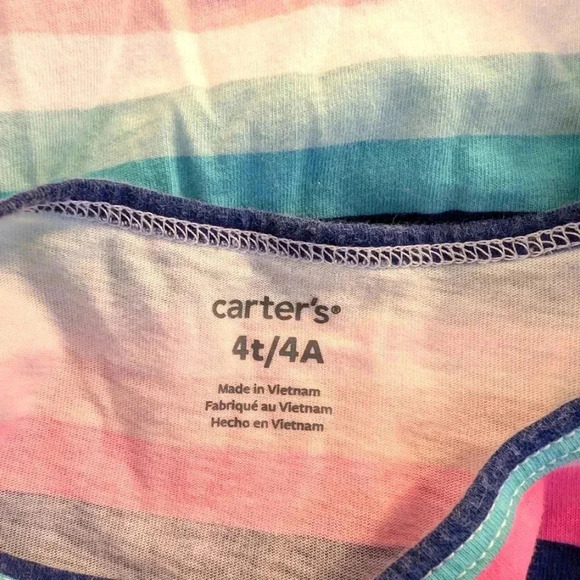 carter's®
4t/4A
Made in Vietnam
Fabriqué au Vietnam
Hecho en Vietnam